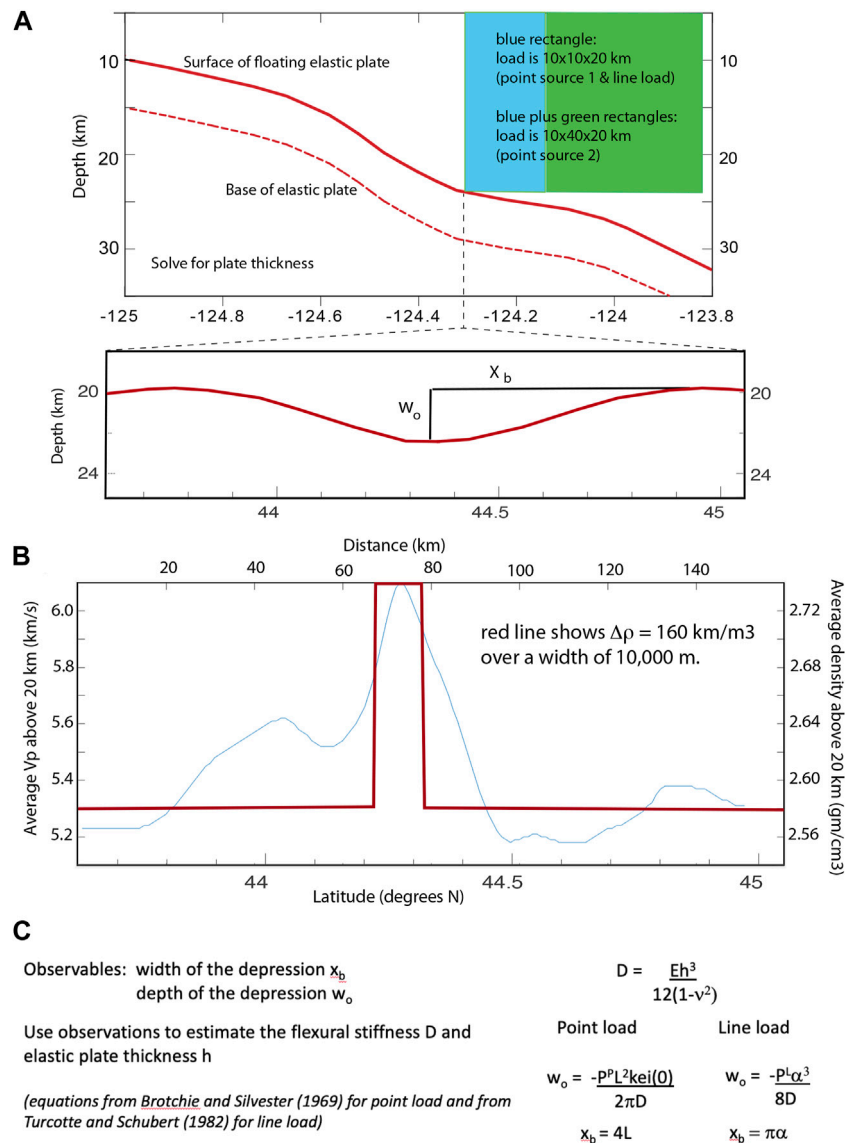 A
Surface of floating elastic plate
blue rectangle:
load is 10x10x20 km
(point source 1 & line load)
blue plus green rectangles:
load is 10x40x20 km
(point source 2)
Base of elastic plate
Solve for plate thickness
Depth (km)
10
20
30
10
20
30
-125
-124.8
-124.6
-124.4
-124.2
-124
-123.8
Depth (km)
20
24
20
24
X b
wo
44
44.5
45
B
Distance (km)
20
40
60
80
100
120
140
Average Vp above 20 km (km/s)
6.0
5.8
5.6
5.4
5.2
red line shows Δρ = 160 km/m3
over a width of 10,000 m.
2.72
2.68
2.64
2.60
2.56
Average density above 20 km (gm/cm3)
44
44.5
45
Latitude (degrees N)
C
Observables: width of the depression xb
depth of the depression wo
Use observations to estimate the flexural stiffness D and
elastic plate thickness h
(equations from Brotchie and Silvester (1969) for point load and from
Turcotte and Schubert (1982) for line load)
D = Eh³
12(1-ν²)
Point load
Line load
wo = -PᴾL²kei(0)
2πD
wo = -Pᴸα³
8D
xb = 4L
xb = πα